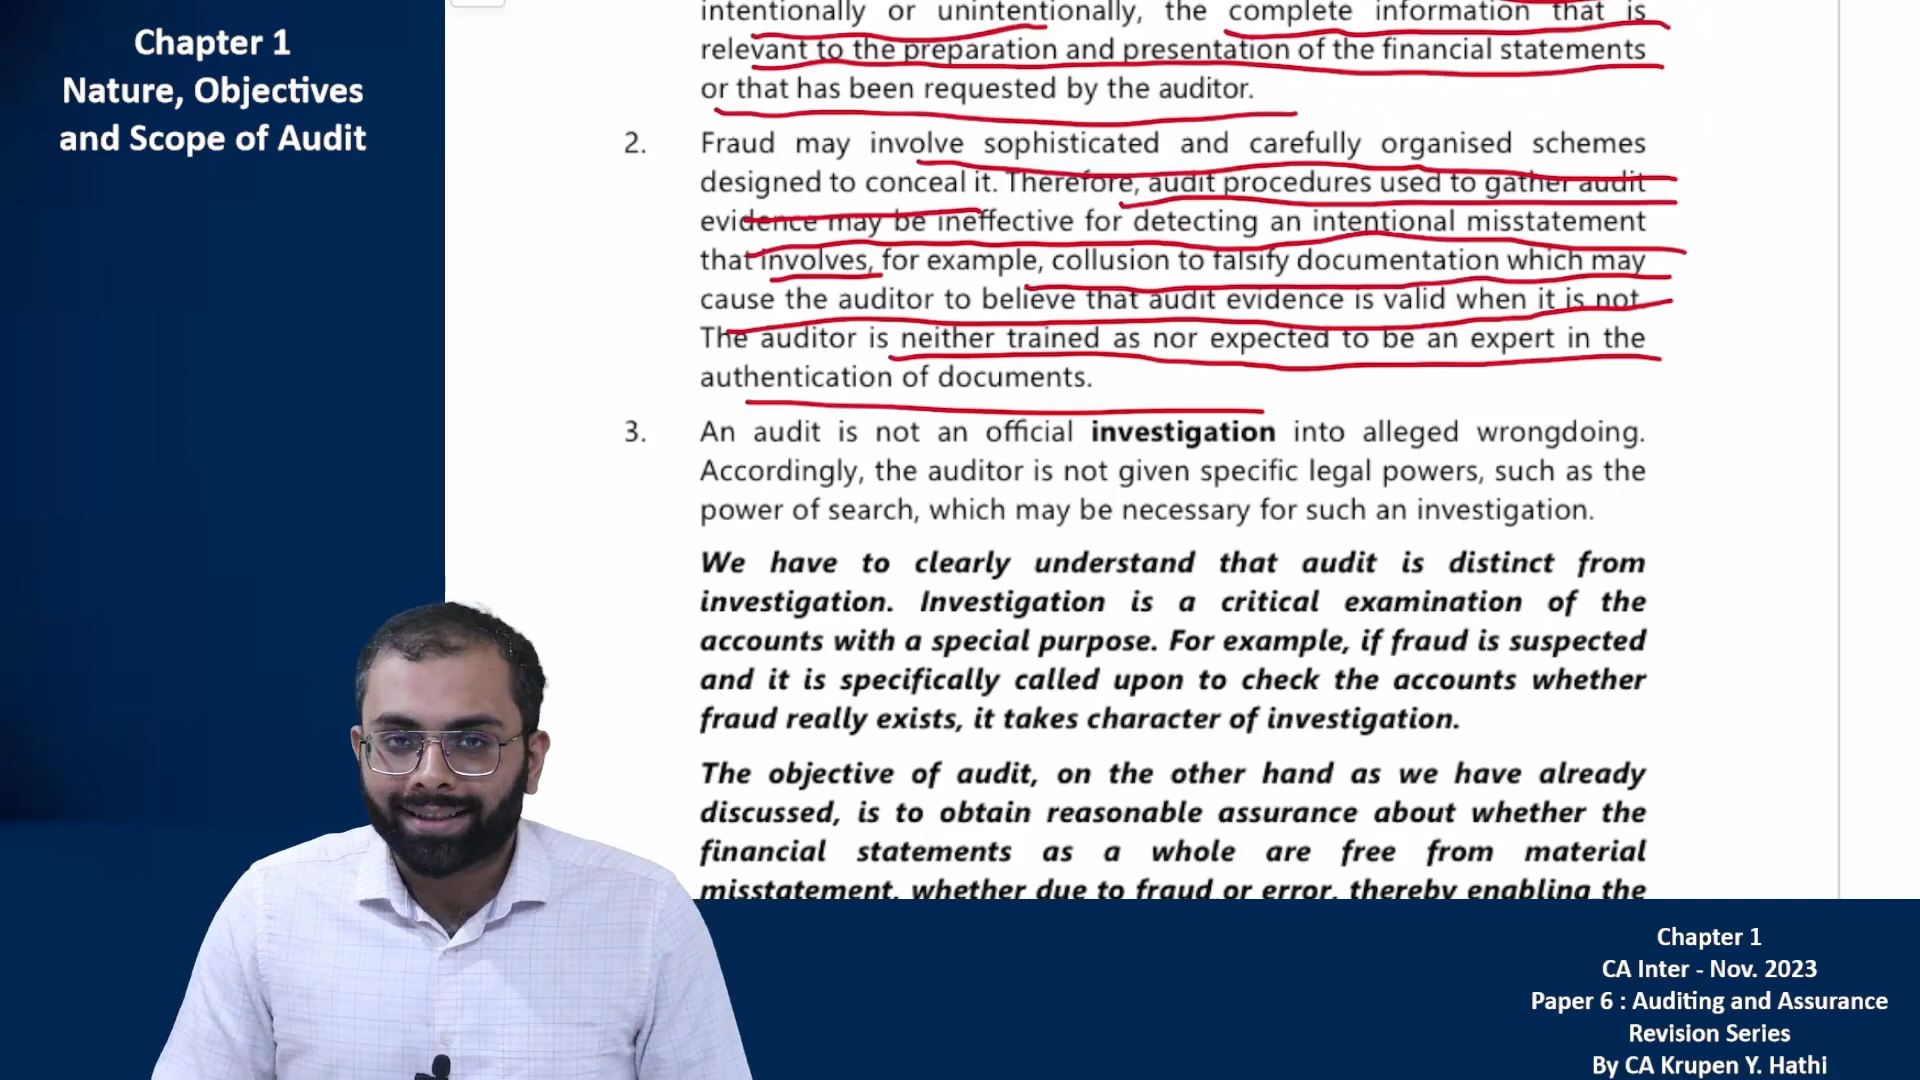 Chapter 1
Nature, Objectives
and Scope of Audit
intentionally or unintentionally, the complete information that is
relevant to the preparation and presentation of the financial statements
or that has been requested by the auditor.
2. Fraud may involve sophisticated and carefully organised schemes
designed to conceal it. Therefore, audit procedures used to gather audit
evidence may be ineffective for detecting an intentional misstatement
that involves, for example, collusion to falsify documentation which may
cause the auditor to believe that audit evidence is valid when it is not.
The auditor is neither trained as nor expected to be an expert in the
authentication of documents.
3. An audit is not an official investigation into alleged wrongdoing.
Accordingly, the auditor is not given specific legal powers, such as the
power of search, which may be necessary for such an investigation.
We have to clearly understand that audit is distinct from
investigation. Investigation is a critical examination of the
accounts with a special purpose. For example, if fraud is suspected
and it is specifically called upon to check the accounts whether
fraud really exists, it takes character of investigation.
The objective of audit, on the other hand as we have already
discussed, is to obtain reasonable assurance about whether the
financial statements as a whole are free from material
misstatement, whether due to fraud or error, thereby enabling the
Chapter 1
CA Inter - Nov. 2023
Paper 6 : Auditing and Assurance
Revision Series
By CA Krupen Y. Hathi